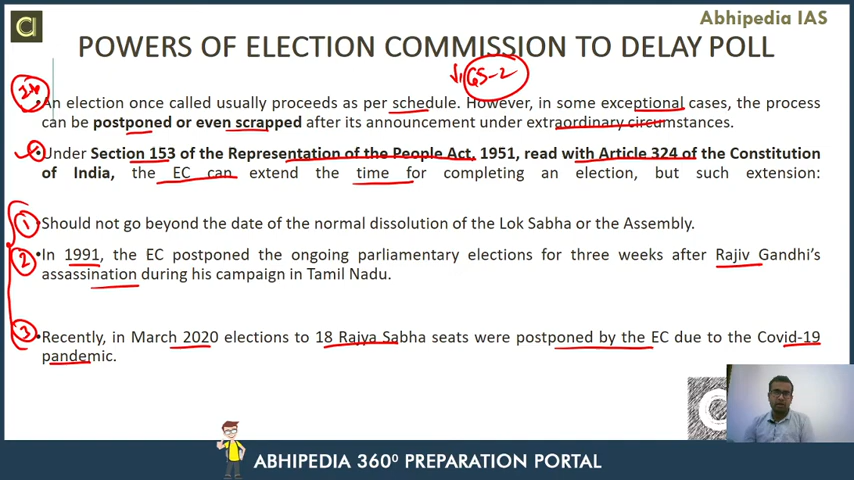 Abhipedia IAS
POWERS OF ELECTION COMMISSION TO DELAY POLL
GS-2
324
•An election once called usually proceeds as per schedule. However, in some exceptional cases, the process
can be postponed or even scrapped after its announcement under extraordinary circumstances.
•Under Section 153 of the Representation of the People Act, 1951, read with Article 324 of the Constitution
of India, the EC can extend the time for completing an election, but such extension:
1 •Should not go beyond the date of the normal dissolution of the Lok Sabha or the Assembly.
2 •In 1991, the EC postponed the ongoing parliamentary elections for three weeks after Rajiv Gandhi's
assassination during his campaign in Tamil Nadu.
3 •Recently, in March 2020 elections to 18 Rajya Sabha seats were postponed by the EC due to the Covid-19
pandemic.
ABHIPEDIA 360⁰ PREPARATION PORTAL